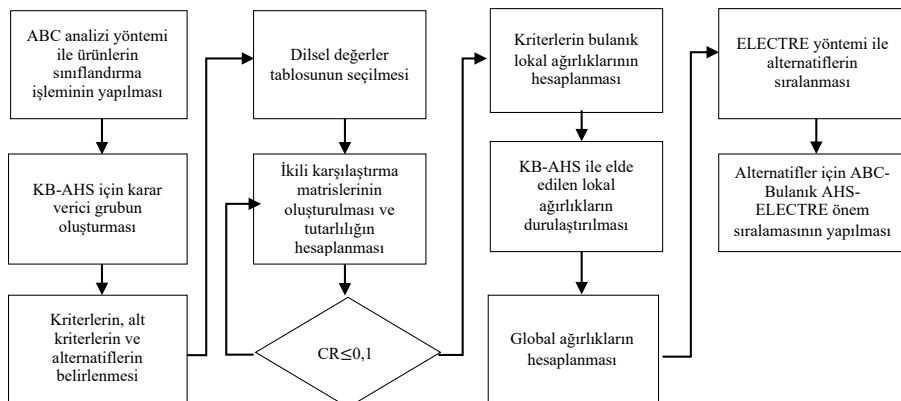 ABC analizi yöntemi
ile ürünlerin
sınıflandırma
işleminin yapılması
KB-AHS için karar
verici grubun
oluşturması
Kriterlerin, alt
kriterlerin ve
alternatiflerin
belirlenmesi
Dilsel değerler
tablosunun seçilmesi
İkili karşılaştırma
matrislerinin
oluşturulması ve
tutarlılığın
hesaplanması
CR≤0,1
Kriterlerin bulanık
lokal ağırlıklarının
hesaplanması
KB-AHS ile elde
edilen lokal
ağırlıkların
durulaştırılması
Global ağırlıkların
hesaplanması
ELECTRE yöntemi ile
alternatiflerin
sıralanması
Alternatifler için ABC-
Bulanık AHS-
ELECTRE önem
sıralamasının yapılması